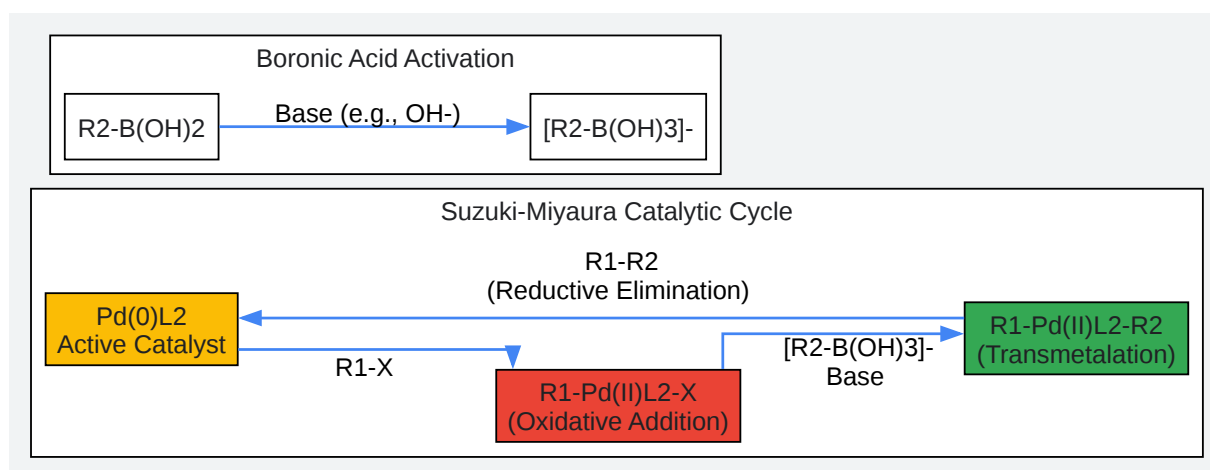 Boronic Acid Activation
R2-B(OH)2
Base (e.g., OH-)
[R2-B(OH)3]-
Suzuki-Miyaura Catalytic Cycle
R1-R2
(Reductive Elimination)
Pd(0)L2
Active Catalyst
R1-X
R1-Pd(II)L2-X
(Oxidative Addition)
[R2-B(OH)3]-
Base
R1-Pd(II)L2-R2
(Transmetalation)